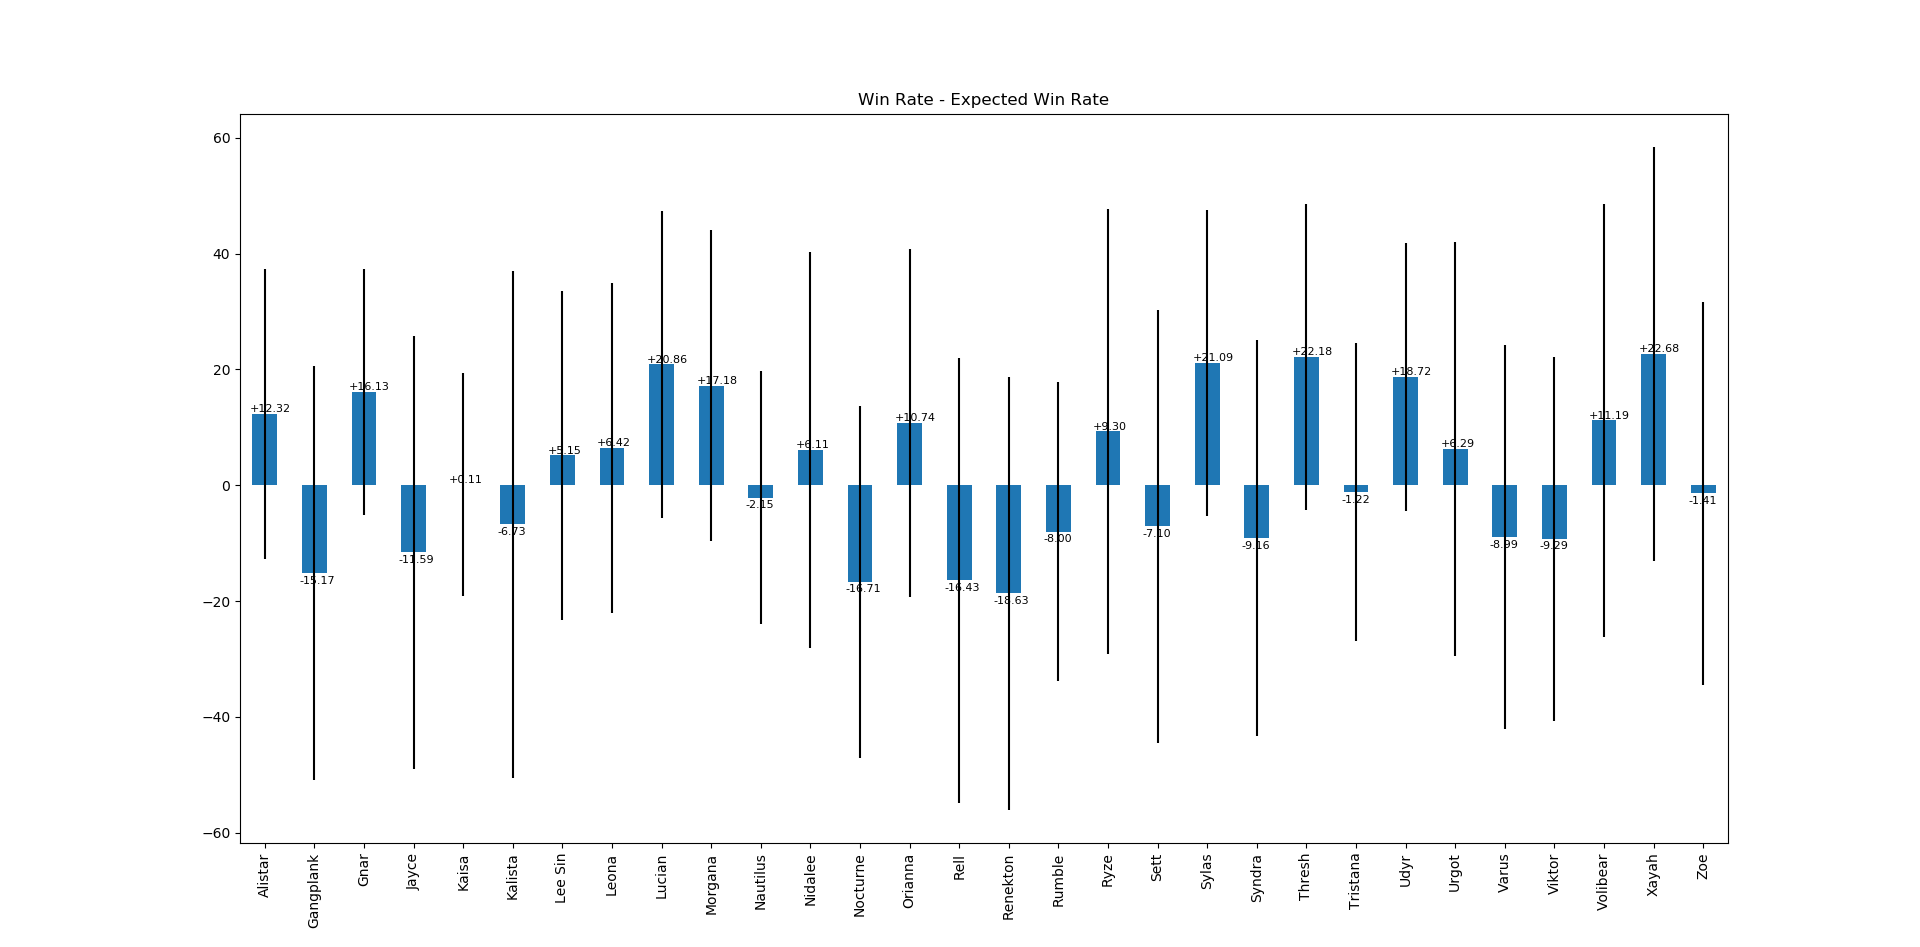 Win Rate - Expected Win Rate
60
40
20
0
−20
−40
−60
+12.32
-15.17
+16.13
-11.59
+0.11
-6.73
+5.15
+6.42
+20.86
+17.18
-2.15
+6.11
-16.71
+10.74
-16.43
-18.63
-8.00
+9.30
-7.10
+21.09
-9.16
+22.18
-1.22
+18.72
+6.29
-8.99
-9.29
+11.19
+22.68
-1.41
Alistar
Gangplank
Gnar
Jayce
Kaisa
Kalista
Lee Sin
Leona
Lucian
Morgana
Nautilus
Nidalee
Nocturne
Orianna
Rell
Renekton
Rumble
Ryze
Sett
Sylas
Syndra
Thresh
Tristana
Udyr
Urgot
Varus
Viktor
Volibear
Xayah
Zoe